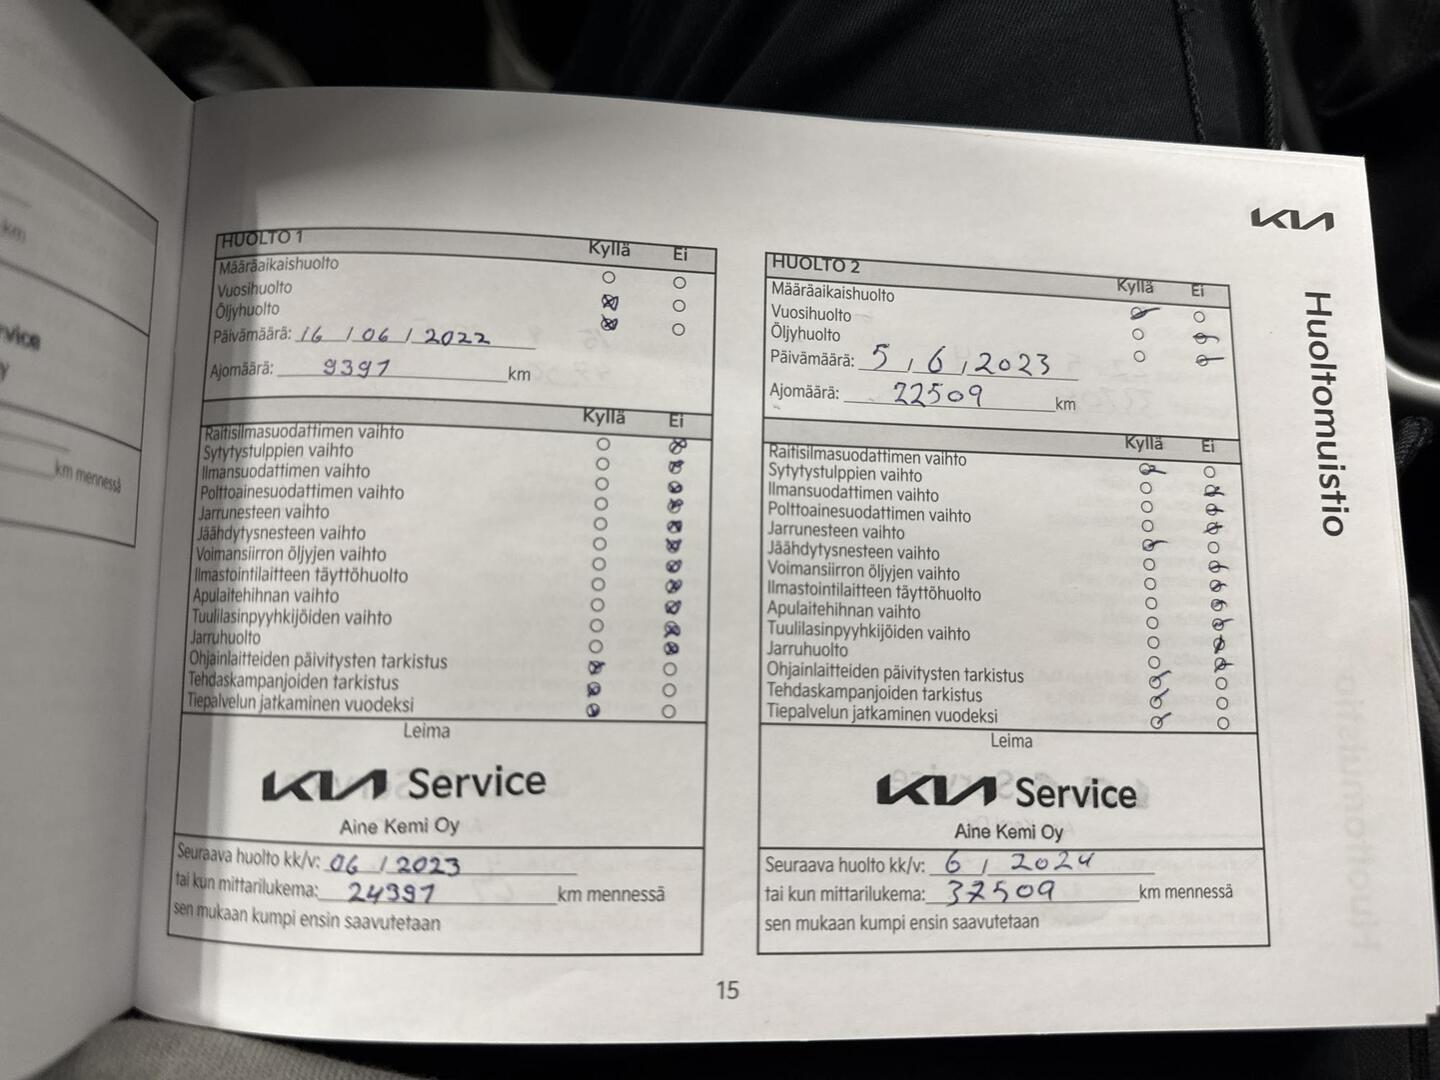 km
rvice
y
km mennessä
KIA
Huoltomuistio
HUOLTO 1 Kyllä Ei
Määräaikaishuolto
Vuosihuolto
Öljyhuolto
Päivämäärä: 16 / 06 / 2022
Ajomäärä: 9397 km
Kyllä Ei
Raitisilmasuodattimen vaihto
Sytytystulppien vaihto
Ilmansuodattimen vaihto
Polttoainesuodattimen vaihto
Jarrunesteen vaihto
Jäähdytysnesteen vaihto
Voimansiirron öljyjen vaihto
Ilmastointilaitteen täyttöhuolto
Apulaitehihnan vaihto
Tuulilasinpyyhkijöiden vaihto
Jarruhuolto
Ohjainlaitteiden päivitysten tarkistus
Tehdaskampanjoiden tarkistus
Tiepalvelun jatkaminen vuodeksi
Leima
KIA Service
Aine Kemi Oy
Seuraava huolto kk/v: 06 / 2023
tai kun mittarilukema: 24397 km mennessä
sen mukaan kumpi ensin saavutetaan
HUOLTO 2 Kyllä Ei
Määräaikaishuolto
Vuosihuolto
Öljyhuolto
Päivämäärä: 5 / 6 / 2023
Ajomäärä: 22509 km
Kyllä Ei
Raitisilmasuodattimen vaihto
Sytytystulppien vaihto
Ilmansuodattimen vaihto
Polttoainesuodattimen vaihto
Jarrunesteen vaihto
Jäähdytysnesteen vaihto
Voimansiirron öljyjen vaihto
Ilmastointilaitteen täyttöhuolto
Apulaitehihnan vaihto
Tuulilasinpyyhkijöiden vaihto
Jarruhuolto
Ohjainlaitteiden päivitysten tarkistus
Tehdaskampanjoiden tarkistus
Tiepalvelun jatkaminen vuodeksi
Leima
KIA Service
Aine Kemi Oy
Seuraava huolto kk/v: 6 / 2024
tai kun mittarilukema: 37509 km mennessä
sen mukaan kumpi ensin saavutetaan
15